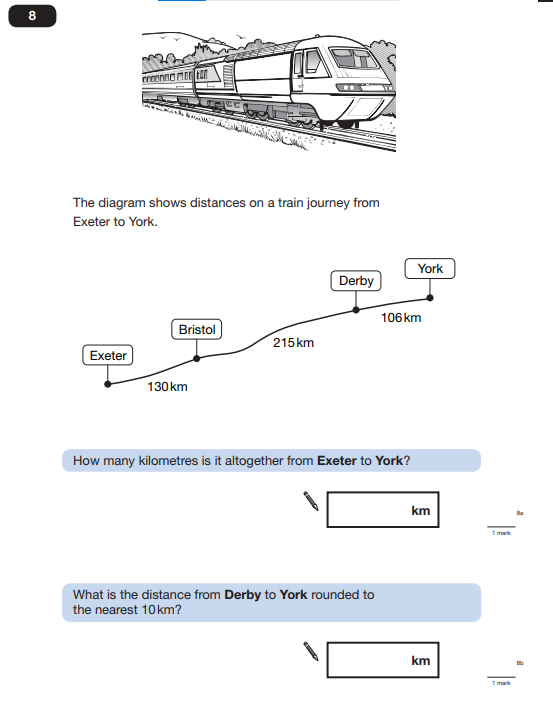 8
The diagram shows distances on a train journey from
Exeter to York.
York
Derby
106 km
Bristol
215 km
Exeter
130 km
How many kilometres is it altogether from Exeter to York?
km
8a
1 mark
What is the distance from Derby to York rounded to
the nearest 10 km?
km
8b
1 mark